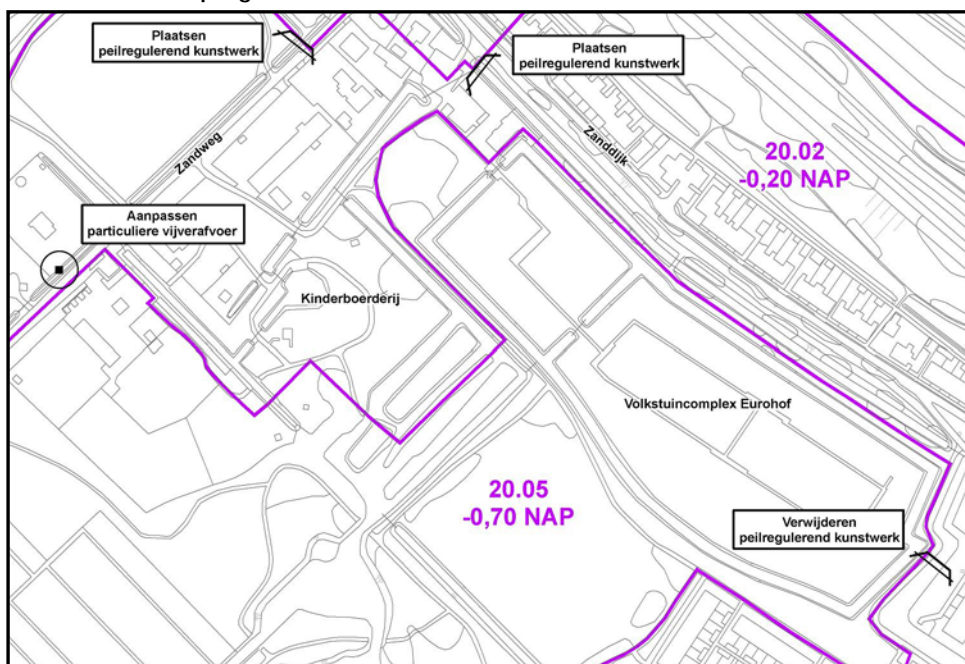 Plaatsen
peilregulerend kunstwerk
Plaatsen
peilregulerend kunstwerk
Zandweg
Zanddijk
20.02
-0,20 NAP
Aanpassen
particuliere vijverafvoer
Kinderboerderij
Volkstuincomplex Eurohof
20.05
-0,70 NAP
Verwijderen
peilregulerend kunstwerk